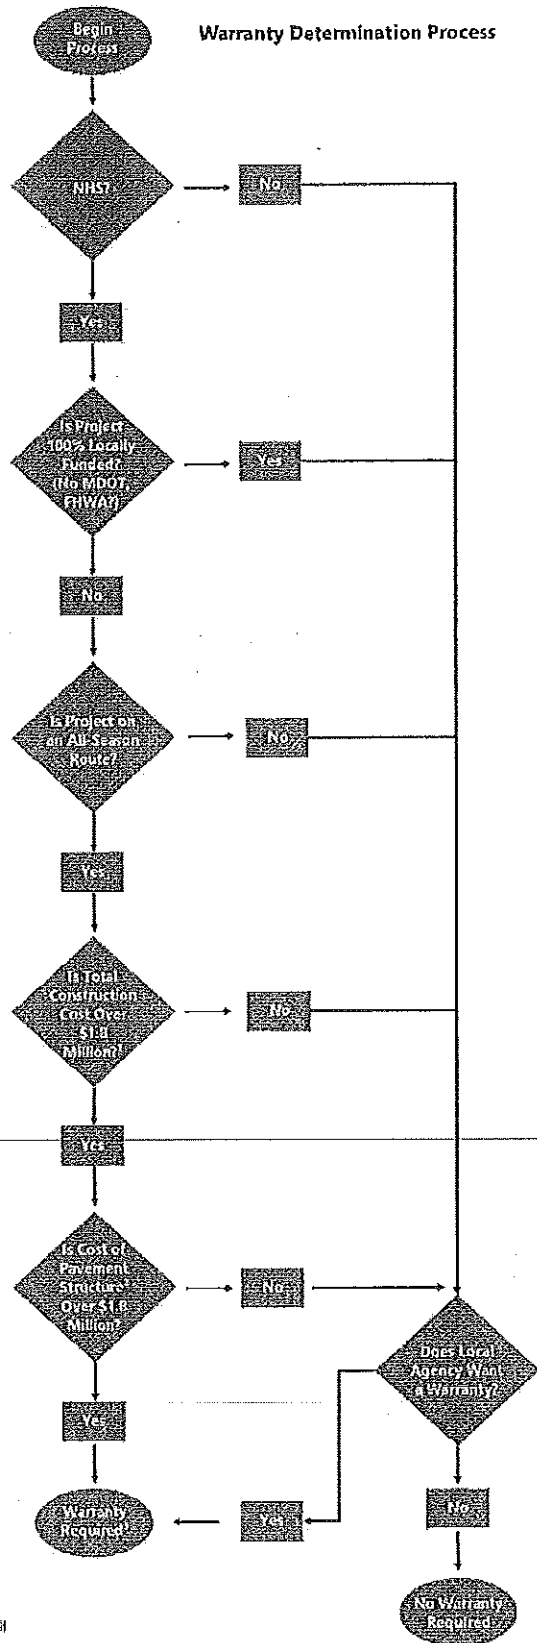 Warranty Determination Process
Begin
Process
NHS?
No
Yes
Is Project
100% Locally
Funded?
(No MDOT,
FHWA?)
Yes
No
Is Project on
an All-Season
Route?
No
Yes
Is Total
Construction
Cost Over
Million?
No
Yes
Is Cost of
Pavement
Structure
Over $1.8
Million?
No
Does Local
Agency Want
a Warranty?
Yes
Warranty
Required
Yes
No
No Warranty
Required